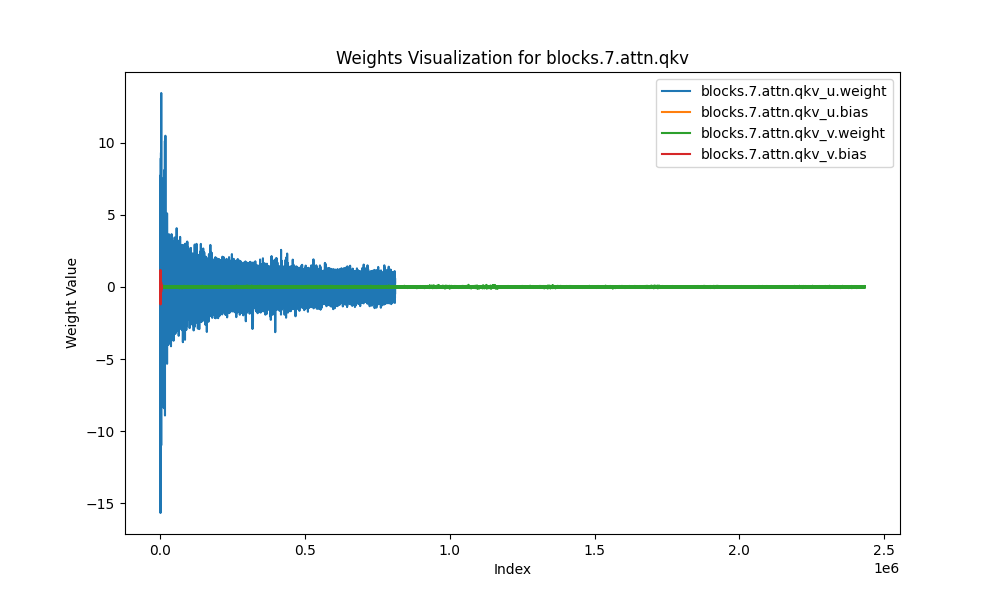 Weights Visualization for blocks.7.attn.qkv
blocks.7.attn.qkv_u.weight
blocks.7.attn.qkv_u.bias
blocks.7.attn.qkv_v.weight
blocks.7.attn.qkv_v.bias
Weight Value
10
5
0
−5
−10
−15
0.0
0.5
1.0
1.5
2.0
2.5
1e6
Index